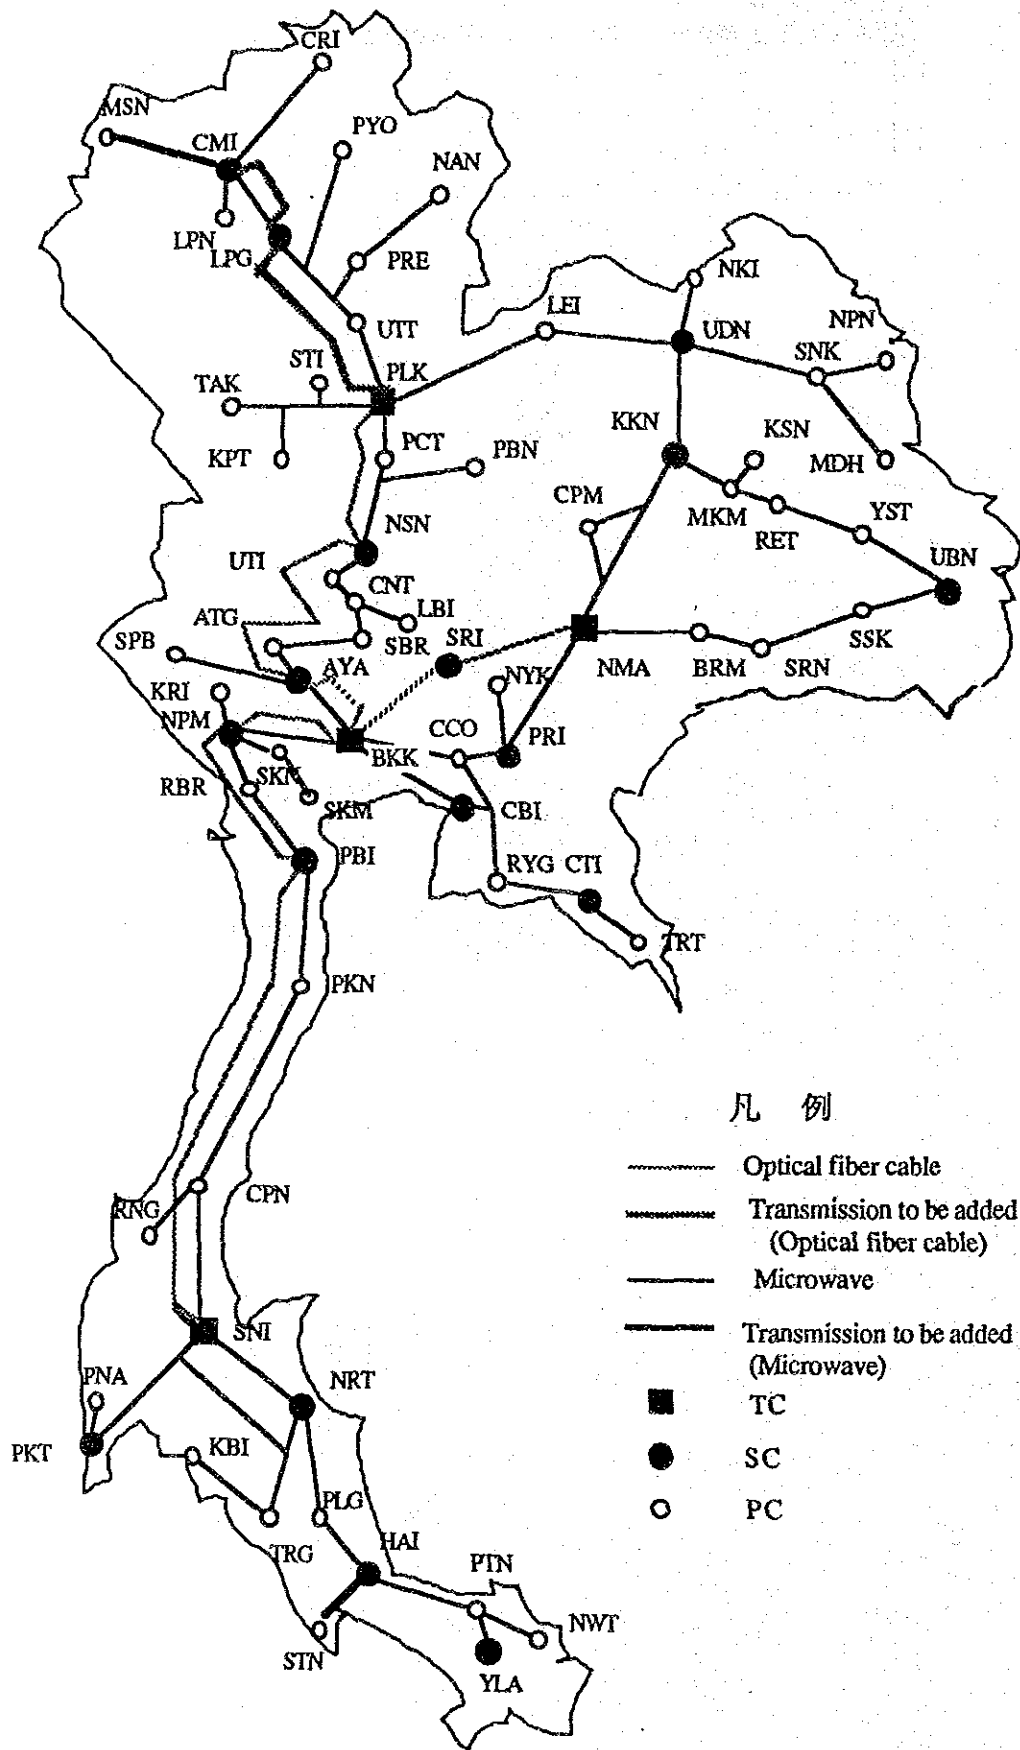 CRI
MSN
CMI
PYO
NAN
LPN
LPG
PRE
NKI
LEI
UTT
UDN
NPN
STI
PLK
SNK
TAK
KKN
KSN
KPT
PCT
PBN
MDH
CPM
MKM
NSN
RET
YST
UTI
CNT
UBN
ATG
LBI
SPB
SBR
SRI
SSK
AYA
NYK
NMA
BRM
SRN
KRI
NPM
CCO
PRI
BKK
RBR
SKN
SKM
CBI
PBI
RYG
CTI
TRT
PKN
凡 例
Optical fiber cable
RNG
CPN
Transmission to be added
(Optical fiber cable)
Microwave
SNI
Transmission to be added
(Microwave)
PNA
NRT
TC
PKT
KBI
SC
PLG
PC
TRG
HAI
PTN
NWT
STN
YLA